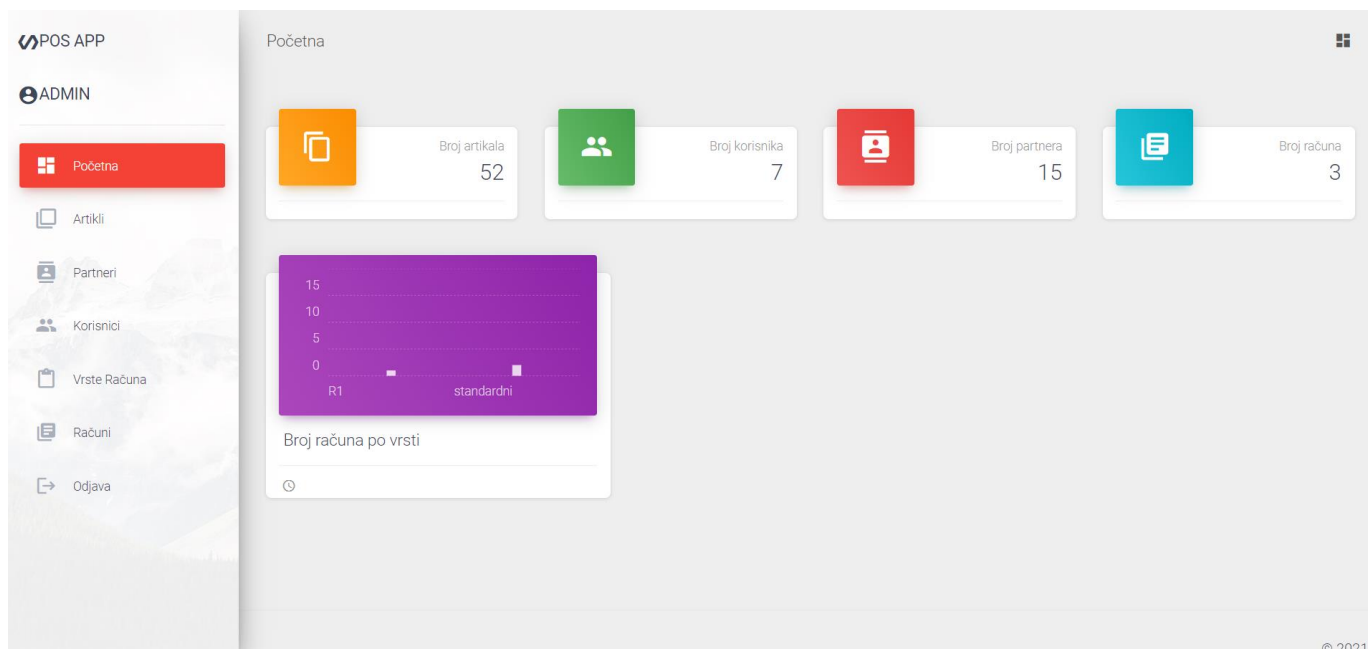 POS APP
ADMIN
Početna
Artikli
Partneri
Korisnici
Vrste Računa
Računi
Odjava
Početna
Broj artikala
52
Broj korisnika
7
Broj partnera
15
Broj računa
3
15
10
5
0
R1 standardni
Broj računa po vrsti
© 2021